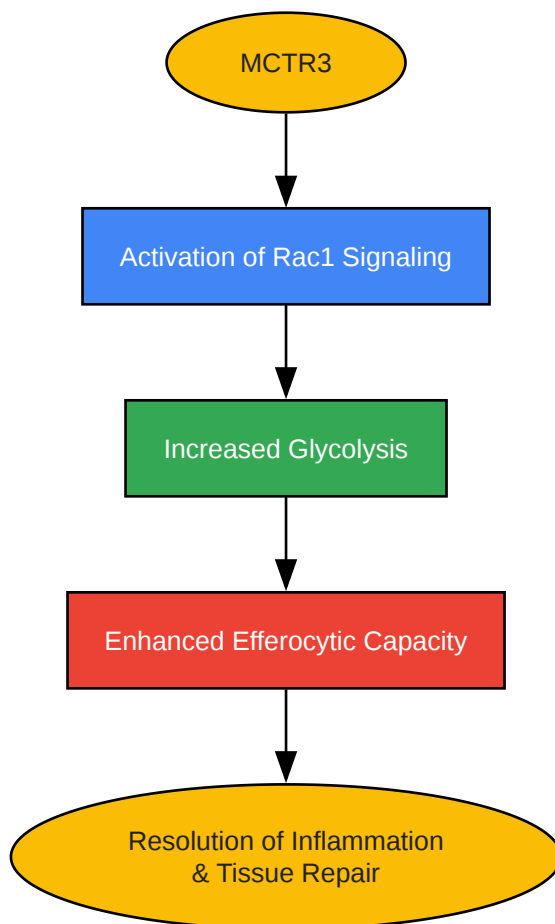 MCTR3
Activation of Rac1 Signaling
Increased Glycolysis
Enhanced Efferocytic Capacity
Resolution of Inflammation
& Tissue Repair